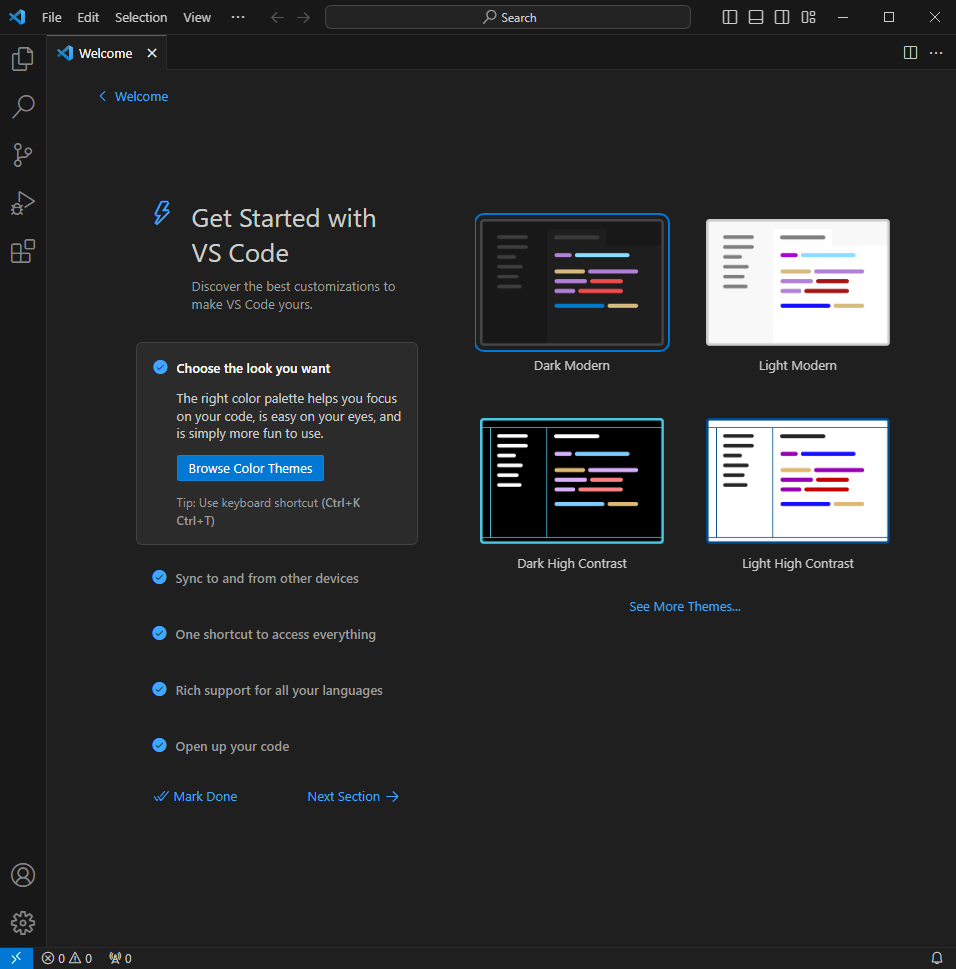 File Edit Selection View ··· Search
Welcome
Welcome
Get Started with
VS Code
Discover the best customizations to
make VS Code yours.
Choose the look you want
The right color palette helps you focus
on your code, is easy on your eyes, and
is simply more fun to use.
Browse Color Themes
Tip: Use keyboard shortcut (Ctrl+K
Ctrl+T)
Sync to and from other devices
One shortcut to access everything
Rich support for all your languages
Open up your code
Mark Done Next Section
Dark Modern Light Modern
Dark High Contrast Light High Contrast
See More Themes...
0 0 0